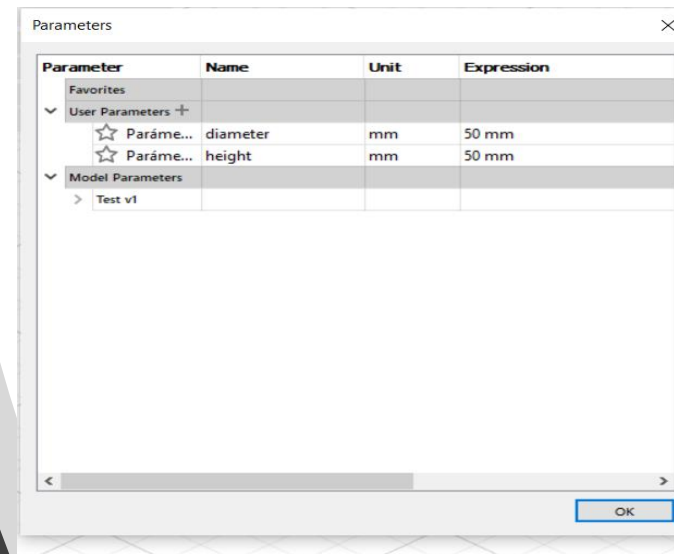 Parameters
Parameter Name Unit Expression
Favorites
User Parameters +
Paráme... diameter mm 50 mm
Paráme... height mm 50 mm
Model Parameters
Test v1
OK